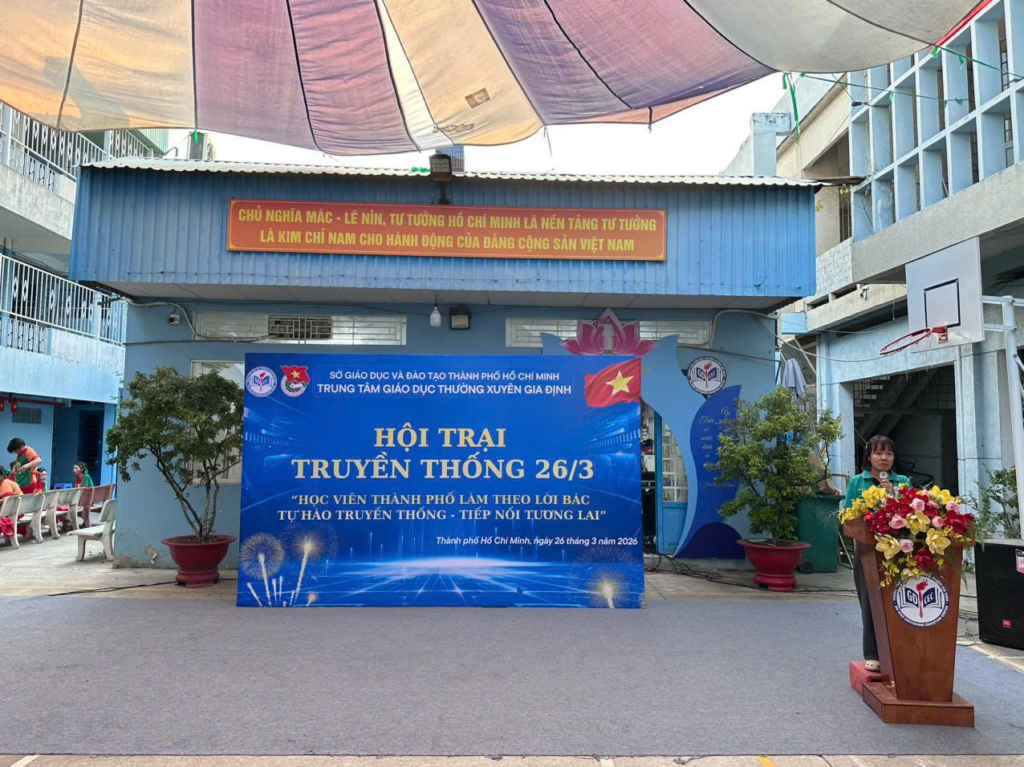 CHỦ NGHĨA MÁC - LÊ NIN, TƯ TƯỞNG HỒ CHÍ MINH LÀ NỀN TẢNG TƯ TƯỞNG
LÀ KIM CHỈ NAM CHO HÀNH ĐỘNG CỦA ĐẢNG CỘNG SẢN VIỆT NAM
SỞ GIÁO DỤC VÀ ĐÀO TẠO THÀNH PHỐ HỒ CHÍ MINH
TRUNG TÂM GIÁO DỤC THƯỜNG XUYÊN GIA ĐỊNH
HỘI TRẠI
TRUYỀN THỐNG 26/3
"HỌC VIÊN THÀNH PHỐ LÀM THEO LỜI BÁC
TỰ HÀO TRUYỀN THỐNG - TIẾP NỐI TƯƠNG LAI"
Thành phố Hồ Chí Minh, ngày 26 tháng 3 năm 2026
GD
CEC